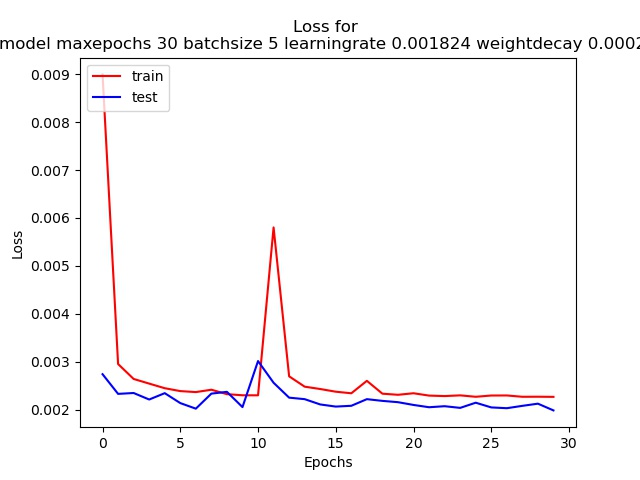 Loss for
model maxepochs 30 batchsize 5 learningrate 0.001824 weightdecay 0.0002
train
test
0.009
0.008
0.007
0.006
0.005
0.004
0.003
0.002
Loss
0 5 10 15 20 25 30
Epochs